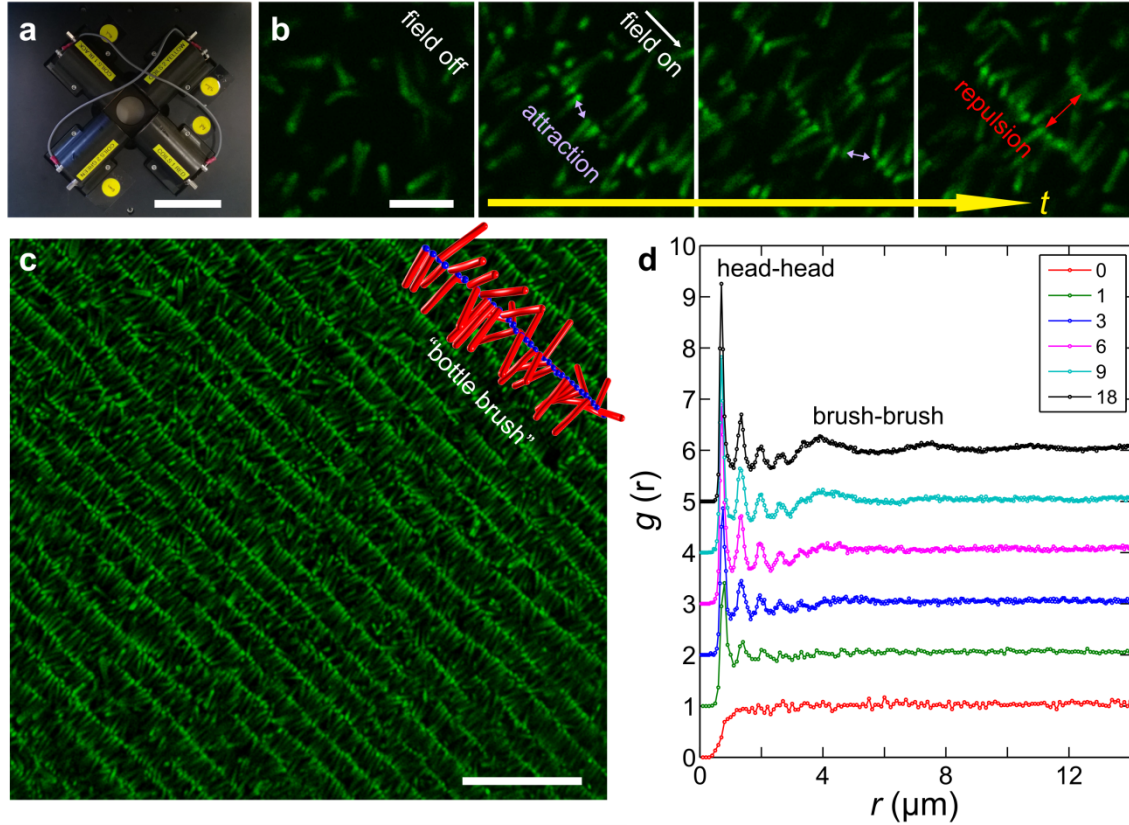 a
b
field off
field on
attraction
repulsion
t
c
"bottle brush"
d
head-head
brush-brush
0
1
3
6
9
18
10
9
8
7
6
5
4
3
2
1
0
g (r)
0
4
8
12
r (μm)